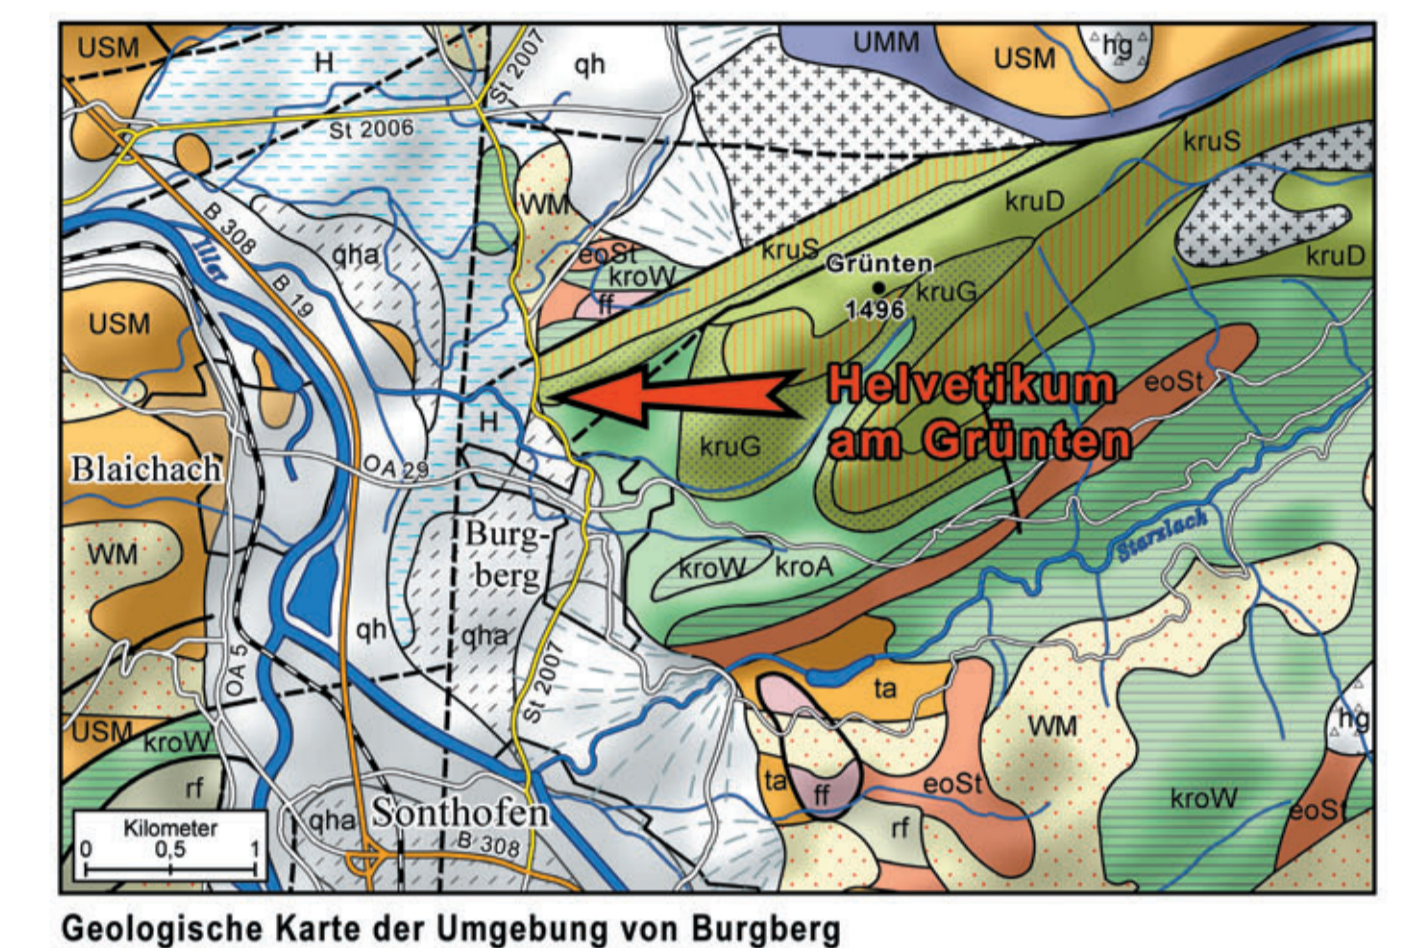 USM
H
St 2007
qh
UMM
USM
hg
St 2006
kruS
WM
kruD
B 308
Iller
qha
eoSt
kroW
ff
kruS
Grünten
1496
kruG
kruD
B 19
USM
Helvetikum
am Grünten
eoSt
H
kruG
Blaichach
OA 29
Burg-
berg
Starzlach
WM
kroW
kroA
qh
qha
OA 5
St 2007
ta
WM
hg
USM
kroW
rf
ta
ff
eoSt
kroW
eoSt
rf
Kilometer
0
0,5
1
qha
Sonthofen
B 308
Geologische Karte der Umgebung von Burgberg